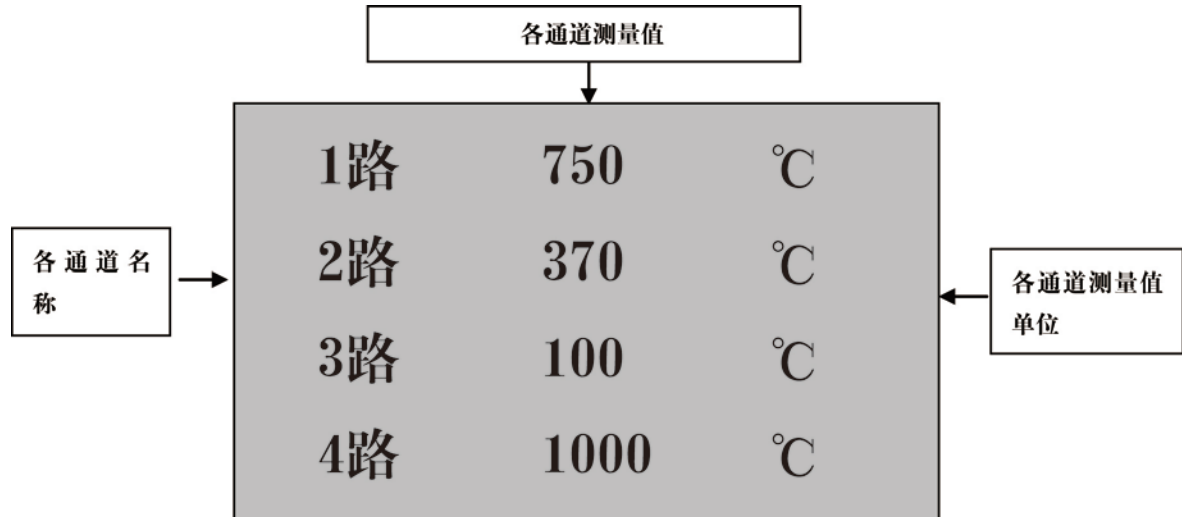 各通道测量值
1路 750 ℃
2路 370 ℃
各通道名
称
各通道测量值
单位
3路 100 ℃
4路 1000 ℃